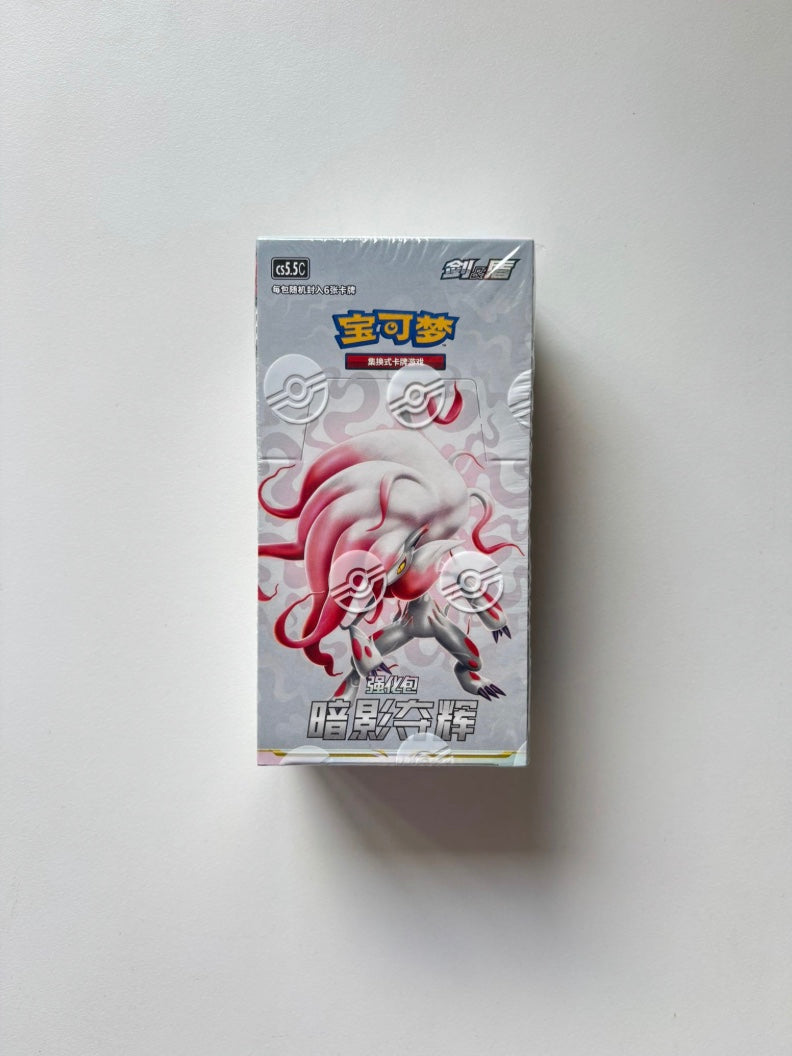 cs5.5C
剑&盾
每包随机封入6张卡牌
宝可梦
集换式卡牌游戏
强化包
暗影夺辉